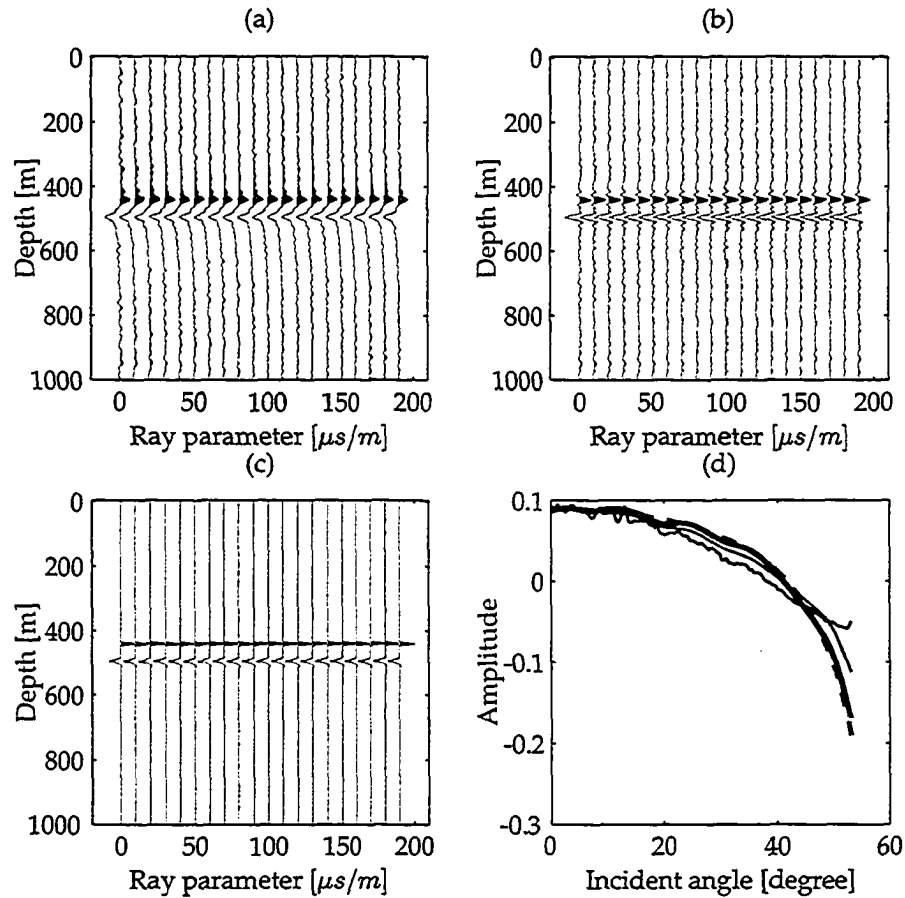 (a)
0
200
400
600
800
1000
Depth [m]
0 50 100 150 200
Ray parameter [μs/m]
(b)
0
200
400
600
800
1000
Depth [m]
0 50 100 150 200
Ray parameter [μs/m]
(c)
0
200
400
600
800
1000
Depth [m]
0 50 100 150 200
Ray parameter [μs/m]
(d)
0.1
0
-0.1
-0.2
-0.3
Amplitude
0 20 40 60
Incident angle [degree]